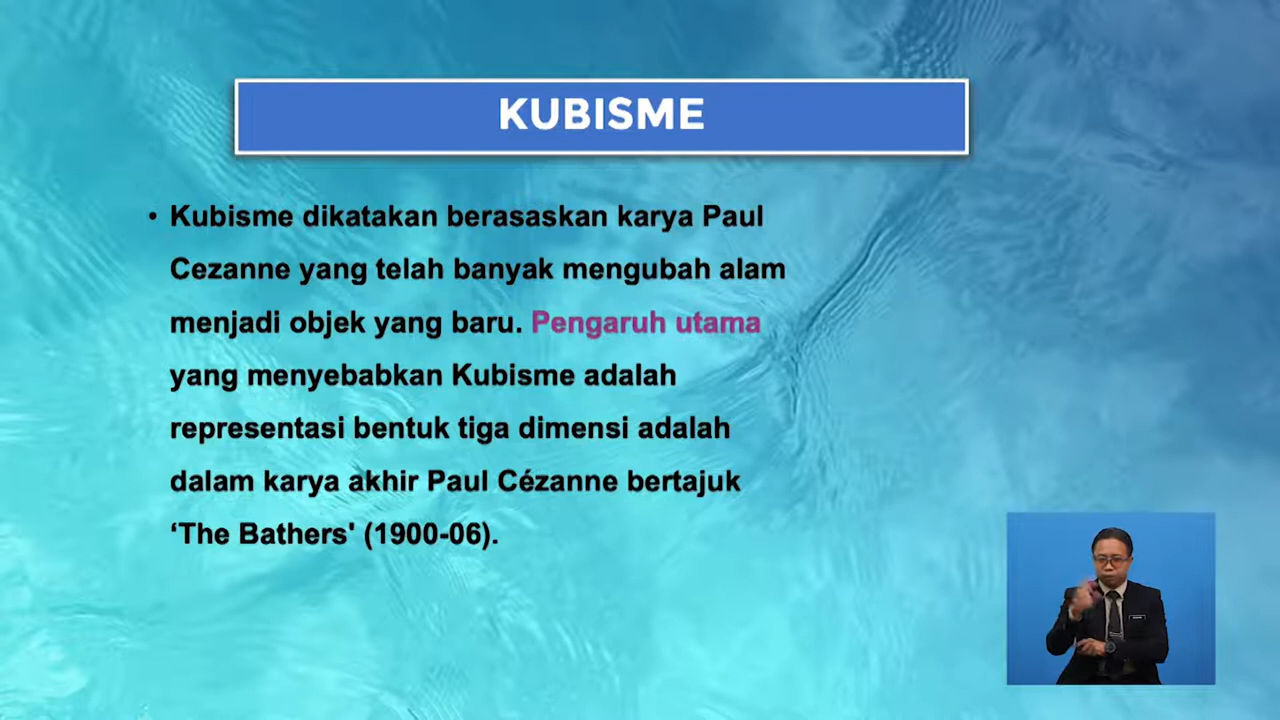 KUBISME
• Kubisme dikatakan berasaskan karya Paul
Cezanne yang telah banyak mengubah alam
menjadi objek yang baru. Pengaruh utama
yang menyebabkan Kubisme adalah
representasi bentuk tiga dimensi adalah
dalam karya akhir Paul Cézanne bertajuk
‘The Bathers' (1900-06).